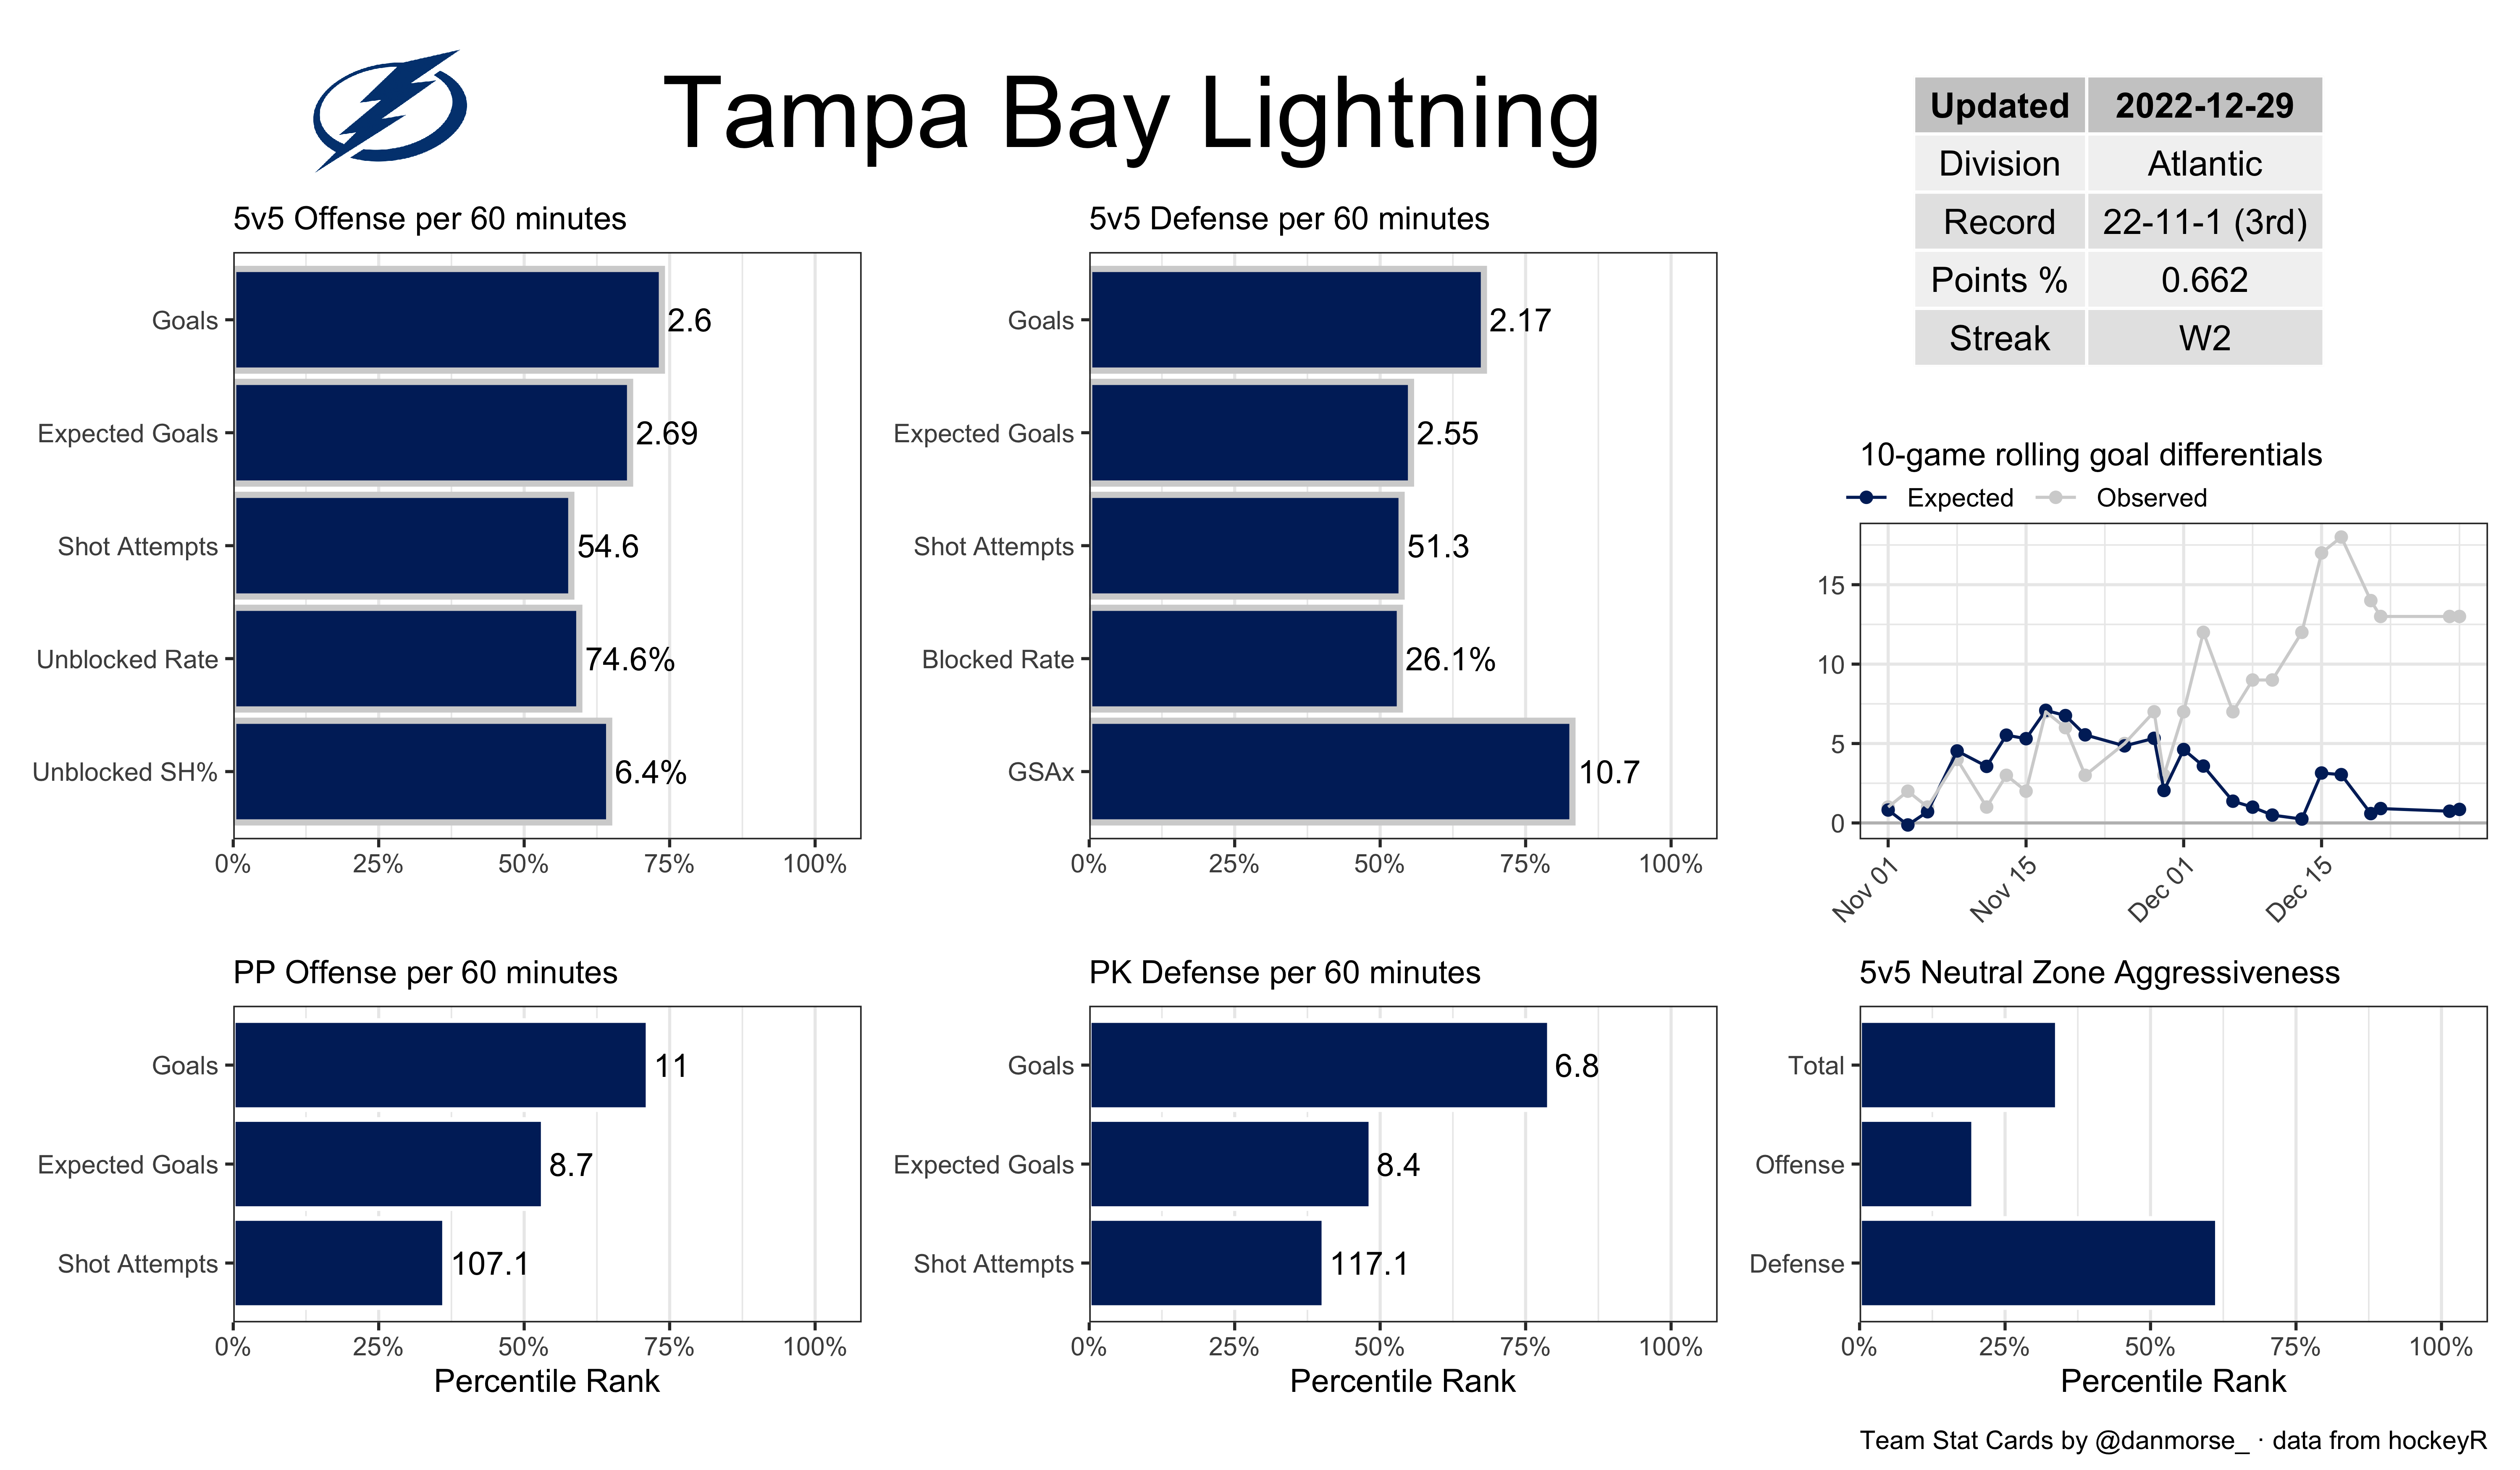 Tampa Bay Lightning
Updated 2022-12-29
Division Atlantic
Record 22-11-1 (3rd)
Points % 0.662
Streak W2
5v5 Offense per 60 minutes
Goals 2.6
Expected Goals 2.69
Shot Attempts 54.6
Unblocked Rate 74.6%
Unblocked SH% 6.4%
0% 25% 50% 75% 100%
5v5 Defense per 60 minutes
Goals 2.17
Expected Goals 2.55
Shot Attempts 51.3
Blocked Rate 26.1%
GSAx 10.7
0% 25% 50% 75% 100%
10-game rolling goal differentials
Expected Observed
15
10
5
0
Nov 01 Nov 15 Dec 01 Dec 15
PP Offense per 60 minutes
Goals 11
Expected Goals 8.7
Shot Attempts 107.1
0% 25% 50% 75% 100%
Percentile Rank
PK Defense per 60 minutes
Goals 6.8
Expected Goals 8.4
Shot Attempts 117.1
0% 25% 50% 75% 100%
Percentile Rank
5v5 Neutral Zone Aggressiveness
Total
Offense
Defense
0% 25% 50% 75% 100%
Percentile Rank
Team Stat Cards by @danmorse_ · data from hockeyR